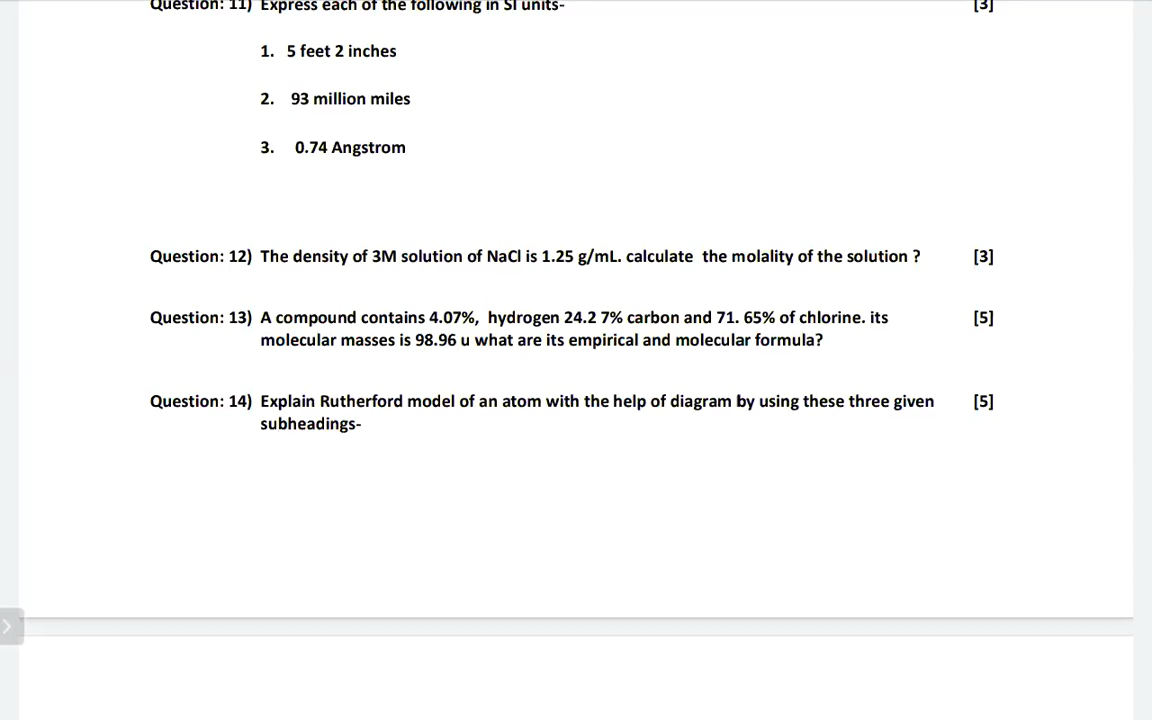 Question: 11) Express each of the following in SI units- [3]
1. 5 feet 2 inches
2. 93 million miles
3. 0.74 Angstrom
Question: 12) The density of 3M solution of NaCl is 1.25 g/mL. calculate the molality of the solution ? [3]
Question: 13) A compound contains 4.07%, hydrogen 24.2 7% carbon and 71. 65% of chlorine. its [5]
molecular masses is 98.96 u what are its empirical and molecular formula?
Question: 14) Explain Rutherford model of an atom with the help of diagram by using these three given [5]
subheadings-